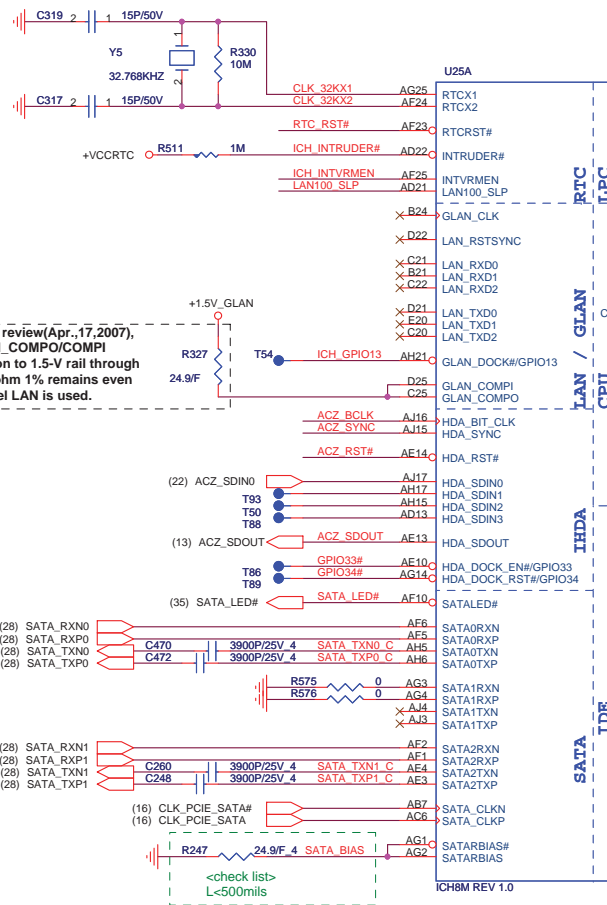 C319 2 1 15P/50V
Y5 1 2 32.768KHZ
R330 10M
C317 2 1 15P/50V
U25A
CLK_32KX1 AG25 RTCX1
CLK_32KX2 AF24 RTCX2
RTC_RST# AF23 RTCRST#
+VCCRTC R511 1M ICH_INTRUDER# AD22 INTRUDER#
ICH_INTVRMEN AF25 INTVRMEN
LAN100_SLP AD21 LAN100_SLP
RTC
LPC
B24 GLAN_CLK
D22 LAN_RSTSYNC
C21 LAN_RXD0
B21 LAN_RXD1
C22 LAN_RXD2
D21 LAN_TXD0
E20 LAN_TXD1
C20 LAN_TXD2
LAN / GLAN
CPU
+1.5V_GLAN
review(Apr.,17,2007),
_COMPO/COMPI
on to 1.5-V rail through
ohm 1% remains even
el LAN is used.
R327 24.9/F
T54 ICH_GPIO13 AH21 GLAN_DOCK#/GPIO13
D25 GLAN_COMPI
C25 GLAN_COMPO
ACZ_BCLK AJ16 HDA_BIT_CLK
ACZ_SYNC AJ15 HDA_SYNC
ACZ_RST# AE14 HDA_RST#
(22) ACZ_SDIN0 AJ17 HDA_SDIN0
T93 AH17 HDA_SDIN1
T50 AH15 HDA_SDIN2
T88 AD13 HDA_SDIN3
(13) ACZ_SDOUT ACZ_SDOUT AE13 HDA_SDOUT
IHDA
T86 GPIO33# AE10 HDA_DOCK_EN#/GPIO33
T89 GPIO34# AG14 HDA_DOCK_RST#/GPIO34
(35) SATA_LED# SATA_LED# AF10 SATALED#
(28) SATA_RXN0 AF6 SATA0RXN
(28) SATA_RXP0 AF5 SATA0RXP
(28) SATA_TXN0 C470 3900P/25V_4 SATA_TXN0_C AH5 SATA0TXN
(28) SATA_TXP0 C472 3900P/25V_4 SATA_TXP0_C AH6 SATA0TXP
R575 0 AG3 SATA1RXN
R576 0 AG4 SATA1RXP
AJ4 SATA1TXN
AJ3 SATA1TXP
(28) SATA_RXN1 AF2 SATA2RXN
(28) SATA_RXP1 AF1 SATA2RXP
(28) SATA_TXN1 C260 3900P/25V_4 SATA_TXN1_C AE4 SATA2TXN
(28) SATA_TXP1 C248 3900P/25V_4 SATA_TXP1_C AE3 SATA2TXP
SATA
IDE
(16) CLK_PCIE_SATA# AB7 SATA_CLKN
(16) CLK_PCIE_SATA AC6 SATA_CLKP
AG1 SATARBIAS#
R247 24.9/F_4 SATA_BIAS AG2 SATARBIAS
<check list>
L<500mils
ICH8M REV 1.0